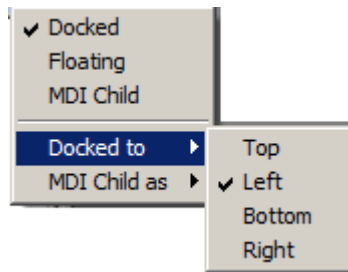 Docked
Floating
MDI Child
Docked to
MDI Child as
Top
Left
Bottom
Right